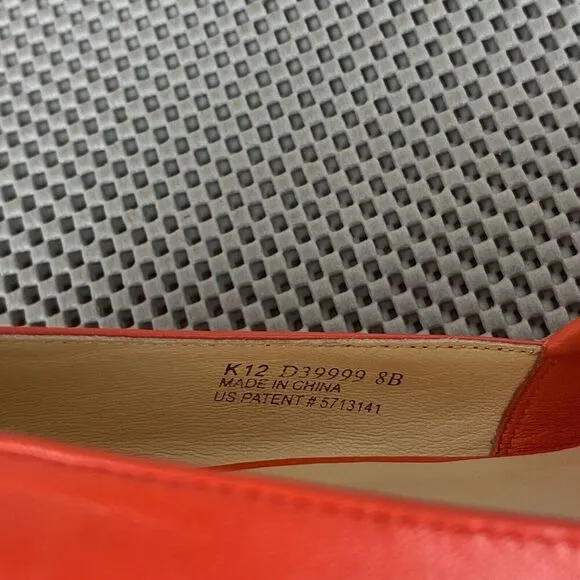 K12 D39999 8B
MADE IN CHINA
US PATENT # 5713141